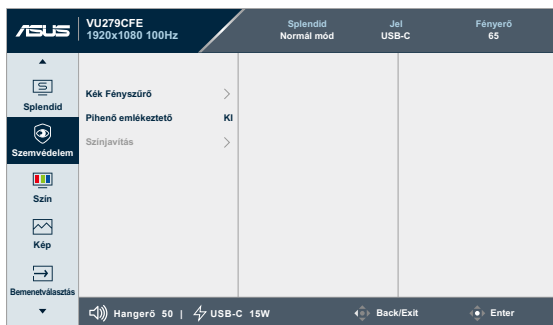 ASUS
VU279CFE
1920x1080 100Hz
Splendid
Normál mód
Jel
USB-C
Fényerő
65
Splendid
Szemvédelem
Szín
Kép
Bemenetválasztás
Kék Fényszűrő
Pihenő emlékeztető KI
Színjavítás
Hangerő 50 | USB-C 15W
Back/Exit
Enter